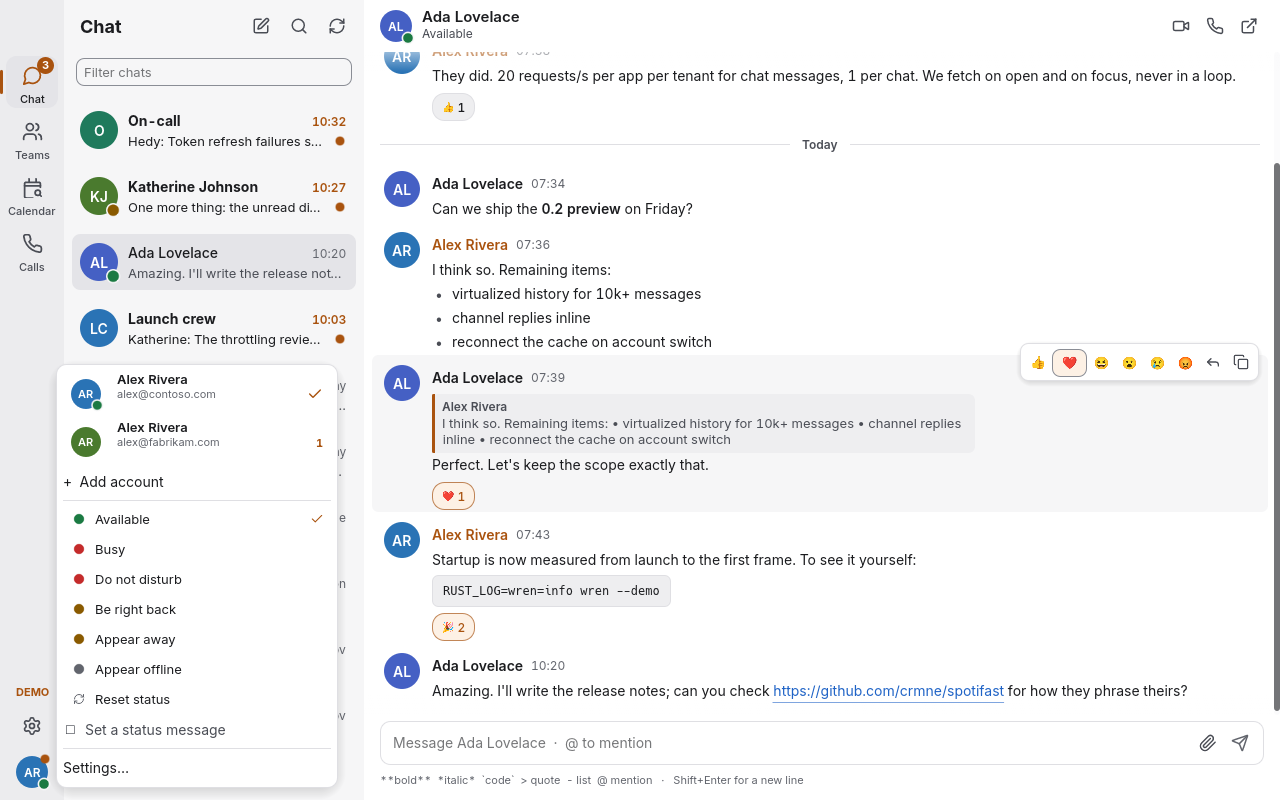 Chat
3
Chat
Teams
Calendar
Calls
DEMO
AR
Filter chats
O
On-call
10:32
Hedy: Token refresh failures s...
KJ
Katherine Johnson
10:27
One more thing: the unread di...
AL
Ada Lovelace
10:20
Amazing. I'll write the release not...
LC
Launch crew
10:03
Katherine: The throttling revie...
AR
Alex Rivera
alex@contoso.com
AR
Alex Rivera
alex@fabrikam.com
1
+ Add account
Available
Busy
Do not disturb
Be right back
Appear away
Appear offline
Reset status
Set a status message
Settings...
AL
Ada Lovelace
Available
AR
Alex Rivera
They did. 20 requests/s per app per tenant for chat messages, 1 per chat. We fetch on open and on focus, never in a loop.
👍 1
Today
AL
Ada Lovelace 07:34
Can we ship the 0.2 preview on Friday?
AR
Alex Rivera 07:36
I think so. Remaining items:
• virtualized history for 10k+ messages
• channel replies inline
• reconnect the cache on account switch
AL
Ada Lovelace 07:39
Alex Rivera
I think so. Remaining items: • virtualized history for 10k+ messages • channel replies
inline • reconnect the cache on account switch
Perfect. Let's keep the scope exactly that.
❤️ 1
AR
Alex Rivera 07:43
Startup is now measured from launch to the first frame. To see it yourself:
RUST_LOG=wren=info wren --demo
🎉 2
AL
Ada Lovelace 10:20
Amazing. I'll write the release notes; can you check https://github.com/crmne/spotifast for how they phrase theirs?
Message Ada Lovelace · @ to mention
**bold** *italic* `code` > quote - list @ mention · Shift+Enter for a new line